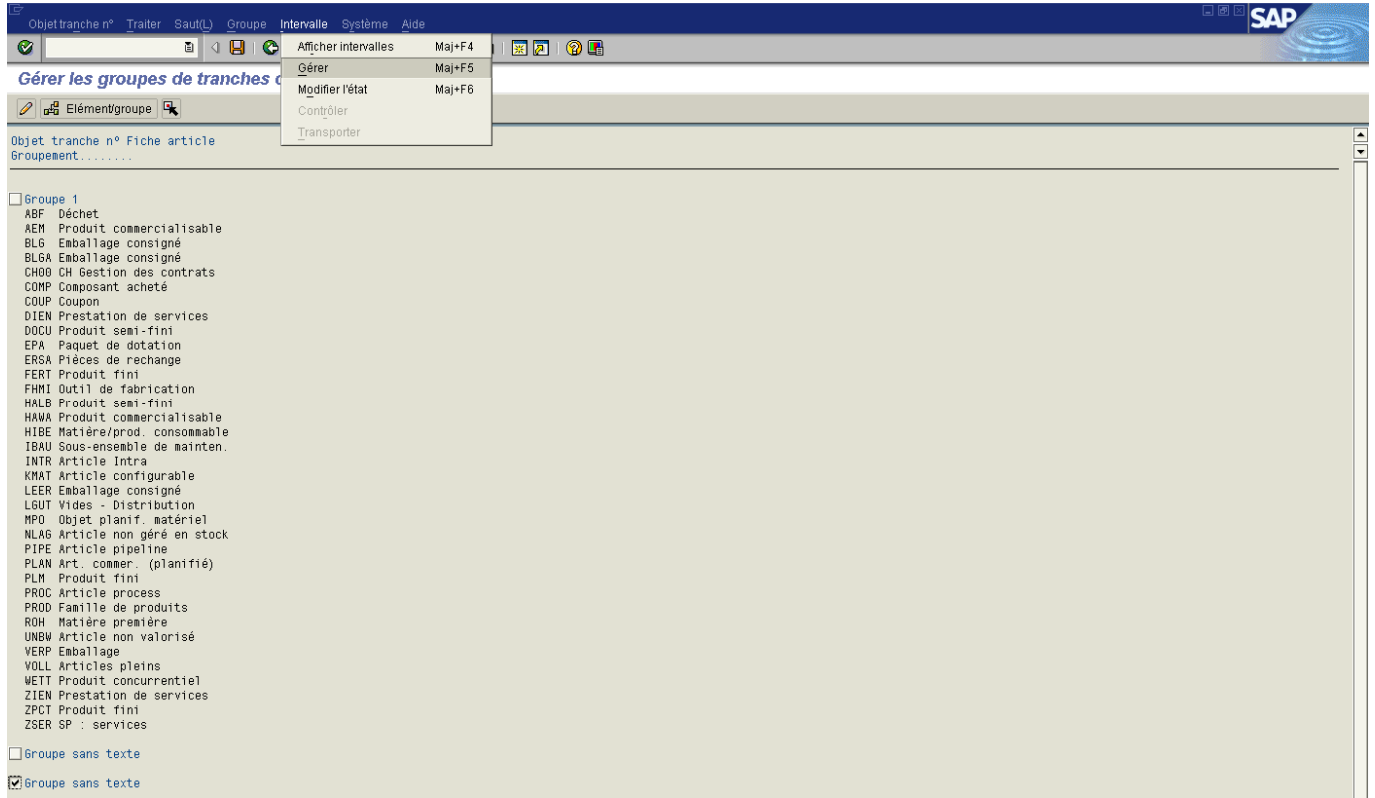 Objet tranche n° Traiter Saut(L) Groupe Intervalle Système Aide
SAP
Afficher intervalles Maj+F4
Gérer Maj+F5
Modifier l'état Maj+F6
Contrôler
Transporter
Gérer les groupes de tranches
Elément/groupe
Objet tranche n° Fiche article
Groupement........
Groupe 1
ABF Déchet
AEM Produit commercialisable
BLG Emballage consigné
BLGA Emballage consigné
CH00 CH Gestion des contrats
COMP Composant acheté
COUP Coupon
DIEN Prestation de services
DOCU Produit semi-fini
EPA Paquet de dotation
ERSA Pièces de rechange
FERT Produit fini
FHMI Outil de fabrication
HALB Produit semi-fini
HAWA Produit commercialisable
HIBE Matière/prod. consommable
IBAU Sous-ensemble de mainten.
INTR Article Intra
KMAT Article configurable
LEER Emballage consigné
LGUT Vides - Distribution
MPO Objet planif. matériel
NLAG Article non géré en stock
PIPE Article pipeline
PLAN Art. commer. (planifié)
PLM Produit fini
PROC Article process
PROD Famille de produits
ROH Matière première
UNBW Article non valorisé
VERP Emballage
VOLL Articles pleins
WETT Produit concurrentiel
ZIEN Prestation de services
ZPCT Produit fini
ZSER SP : services
Groupe sans texte
Groupe sans texte